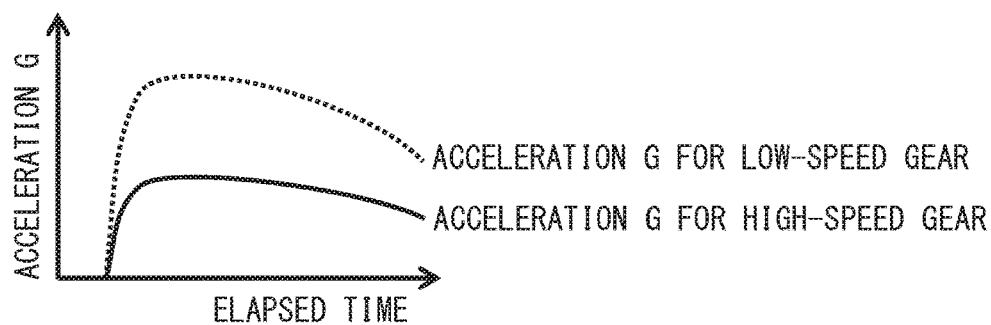 ACCELERATION G
ACCELERATION G FOR LOW-SPEED GEAR
ACCELERATION G FOR HIGH-SPEED GEAR
ELAPSED TIME